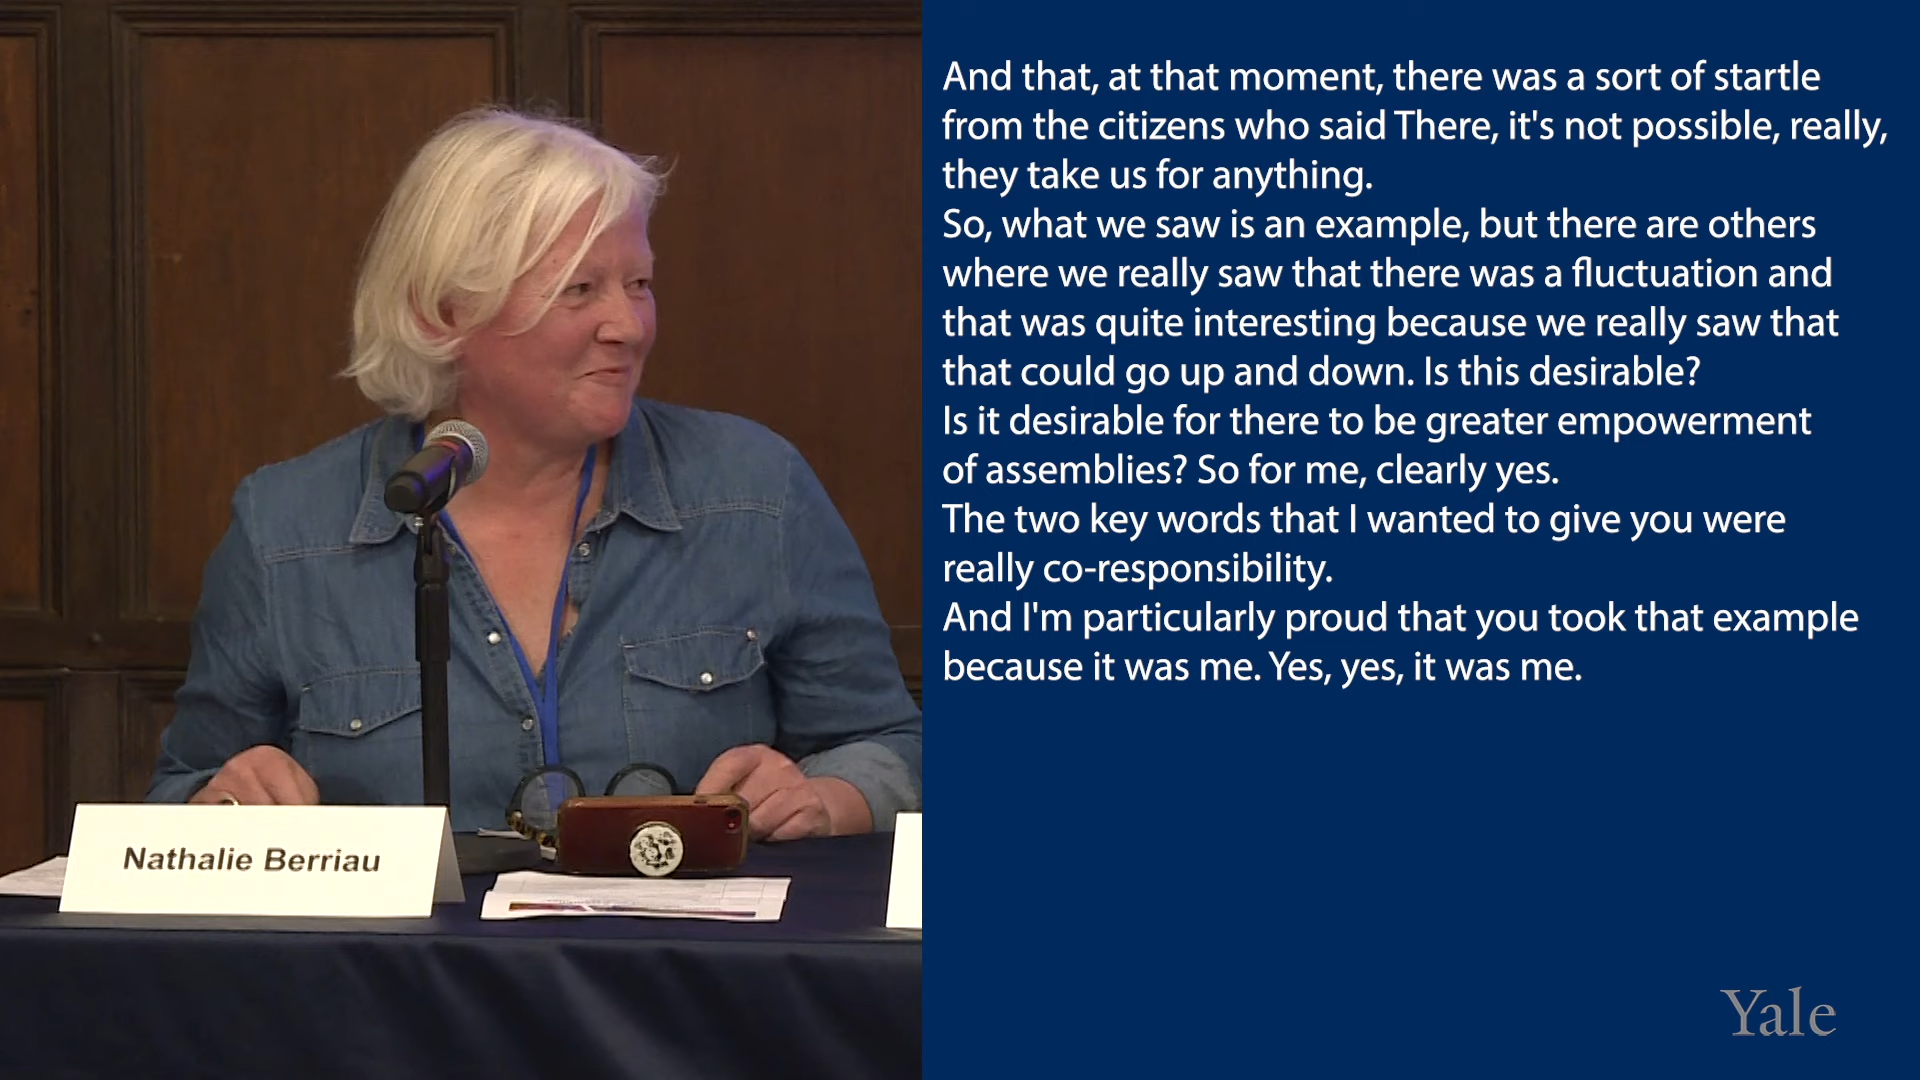 And that, at that moment, there was a sort of startle
from the citizens who said There, it's not possible, really,
they take us for anything.
So, what we saw is an example, but there are others
where we really saw that there was a fluctuation and
that was quite interesting because we really saw that
that could go up and down. Is this desirable?
Is it desirable for there to be greater empowerment
of assemblies? So for me, clearly yes.
The two key words that I wanted to give you were
really co-responsibility.
And I'm particularly proud that you took that example
because it was me. Yes, yes, it was me.
Nathalie Berriau
Yale